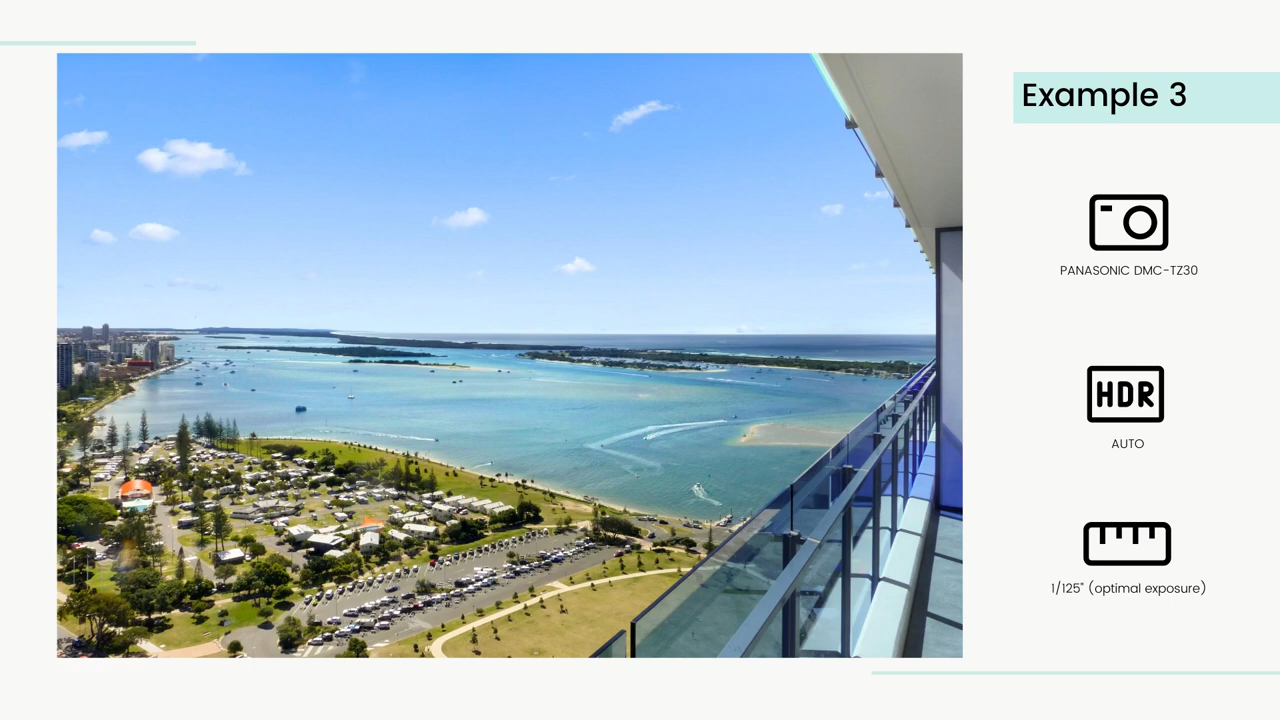 Example 3
PANASONIC DMC-TZ30
HDR
AUTO
1/125" (optimal exposure)